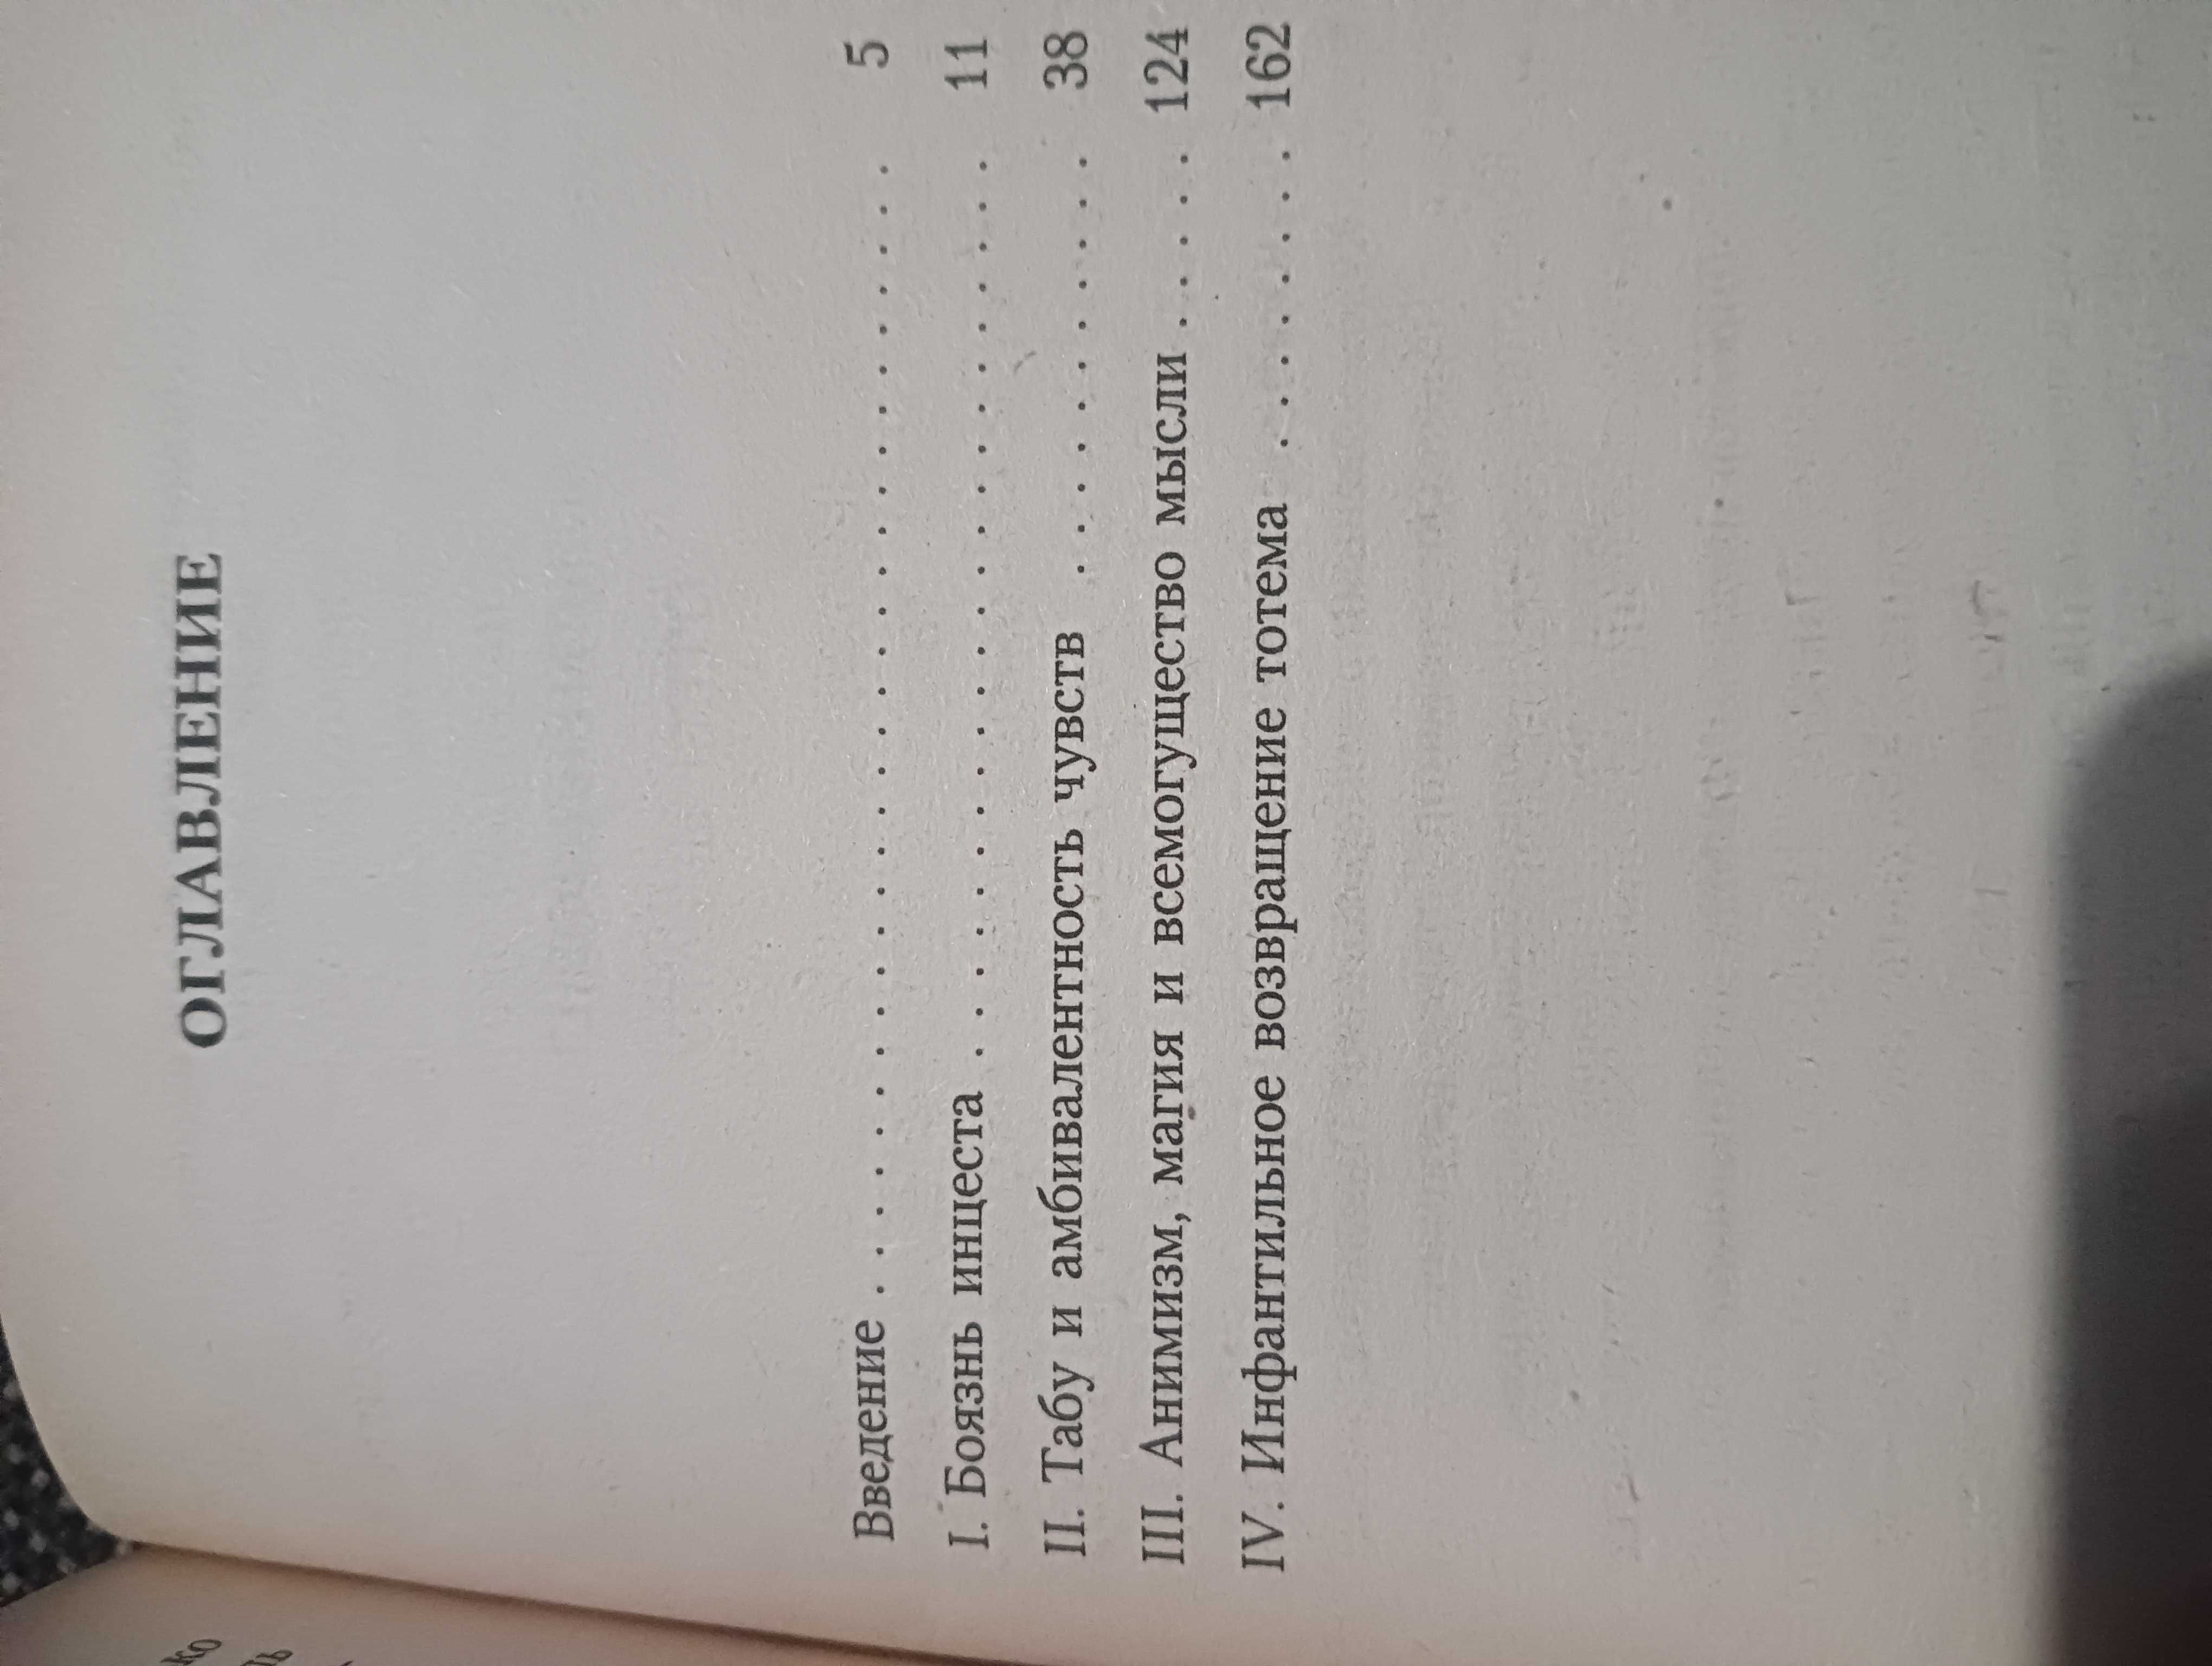 ОГЛАВЛЕНИЕ
Введение . . . . . . . . . . . . . . . . . . . . . . . . . . . . . 5
I. Боязнь инцеста . . . . . . . . . . . . . . . . . . . . . . . 11
II. Табу и амбивалентность чувств . . . . . . . . . . . 38
III. Анимизм, магия и всемогущество мысли . . . . . 124
IV. Инфантильное возвращение тотема . . . . . . . . 162